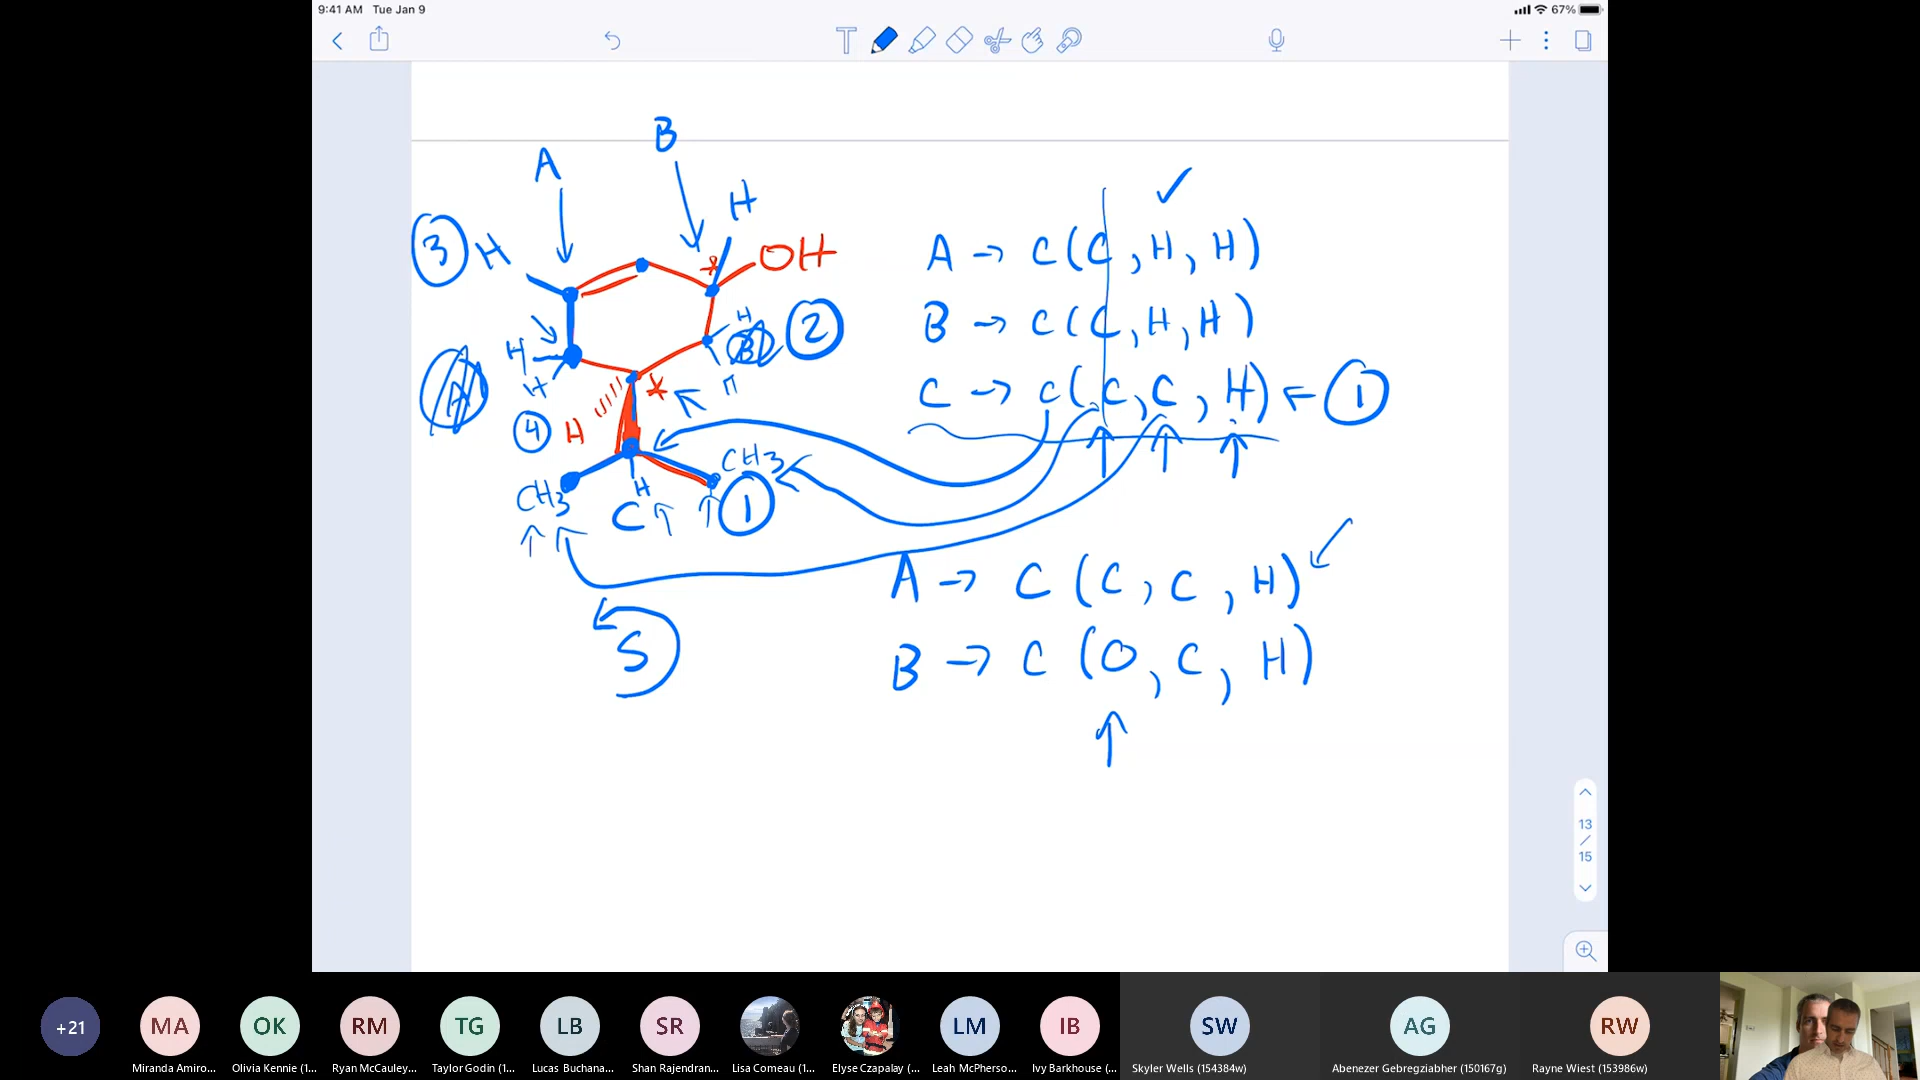 9:41 AM Tue Jan 9
67%
T
B
A
H
3
H
OH
A → C(C, H, H)
B → C(C, H, H)
C → C(C, C, H) ← 1
H
B
2
H
H
A
4
H
*
*
CH3
CH3
H
C
1
A → C (C, C, H)
B → C (O, C, H)
S
13
/
15
+21
MA
OK
RM
TG
LB
SR
LM
IB
SW
AG
RW
Miranda Amiro...
Olivia Kennie (1...
Ryan McCauley...
Taylor Godin (1...
Lucas Buchana...
Shan Rajendran...
Lisa Comeau (1...
Elyse Czapalay (...
Leah McPherso...
Ivy Barkhouse (...
Skyler Wells (154384w)
Abenezer Gebregziabher (150167g)
Rayne Wiest (153986w)